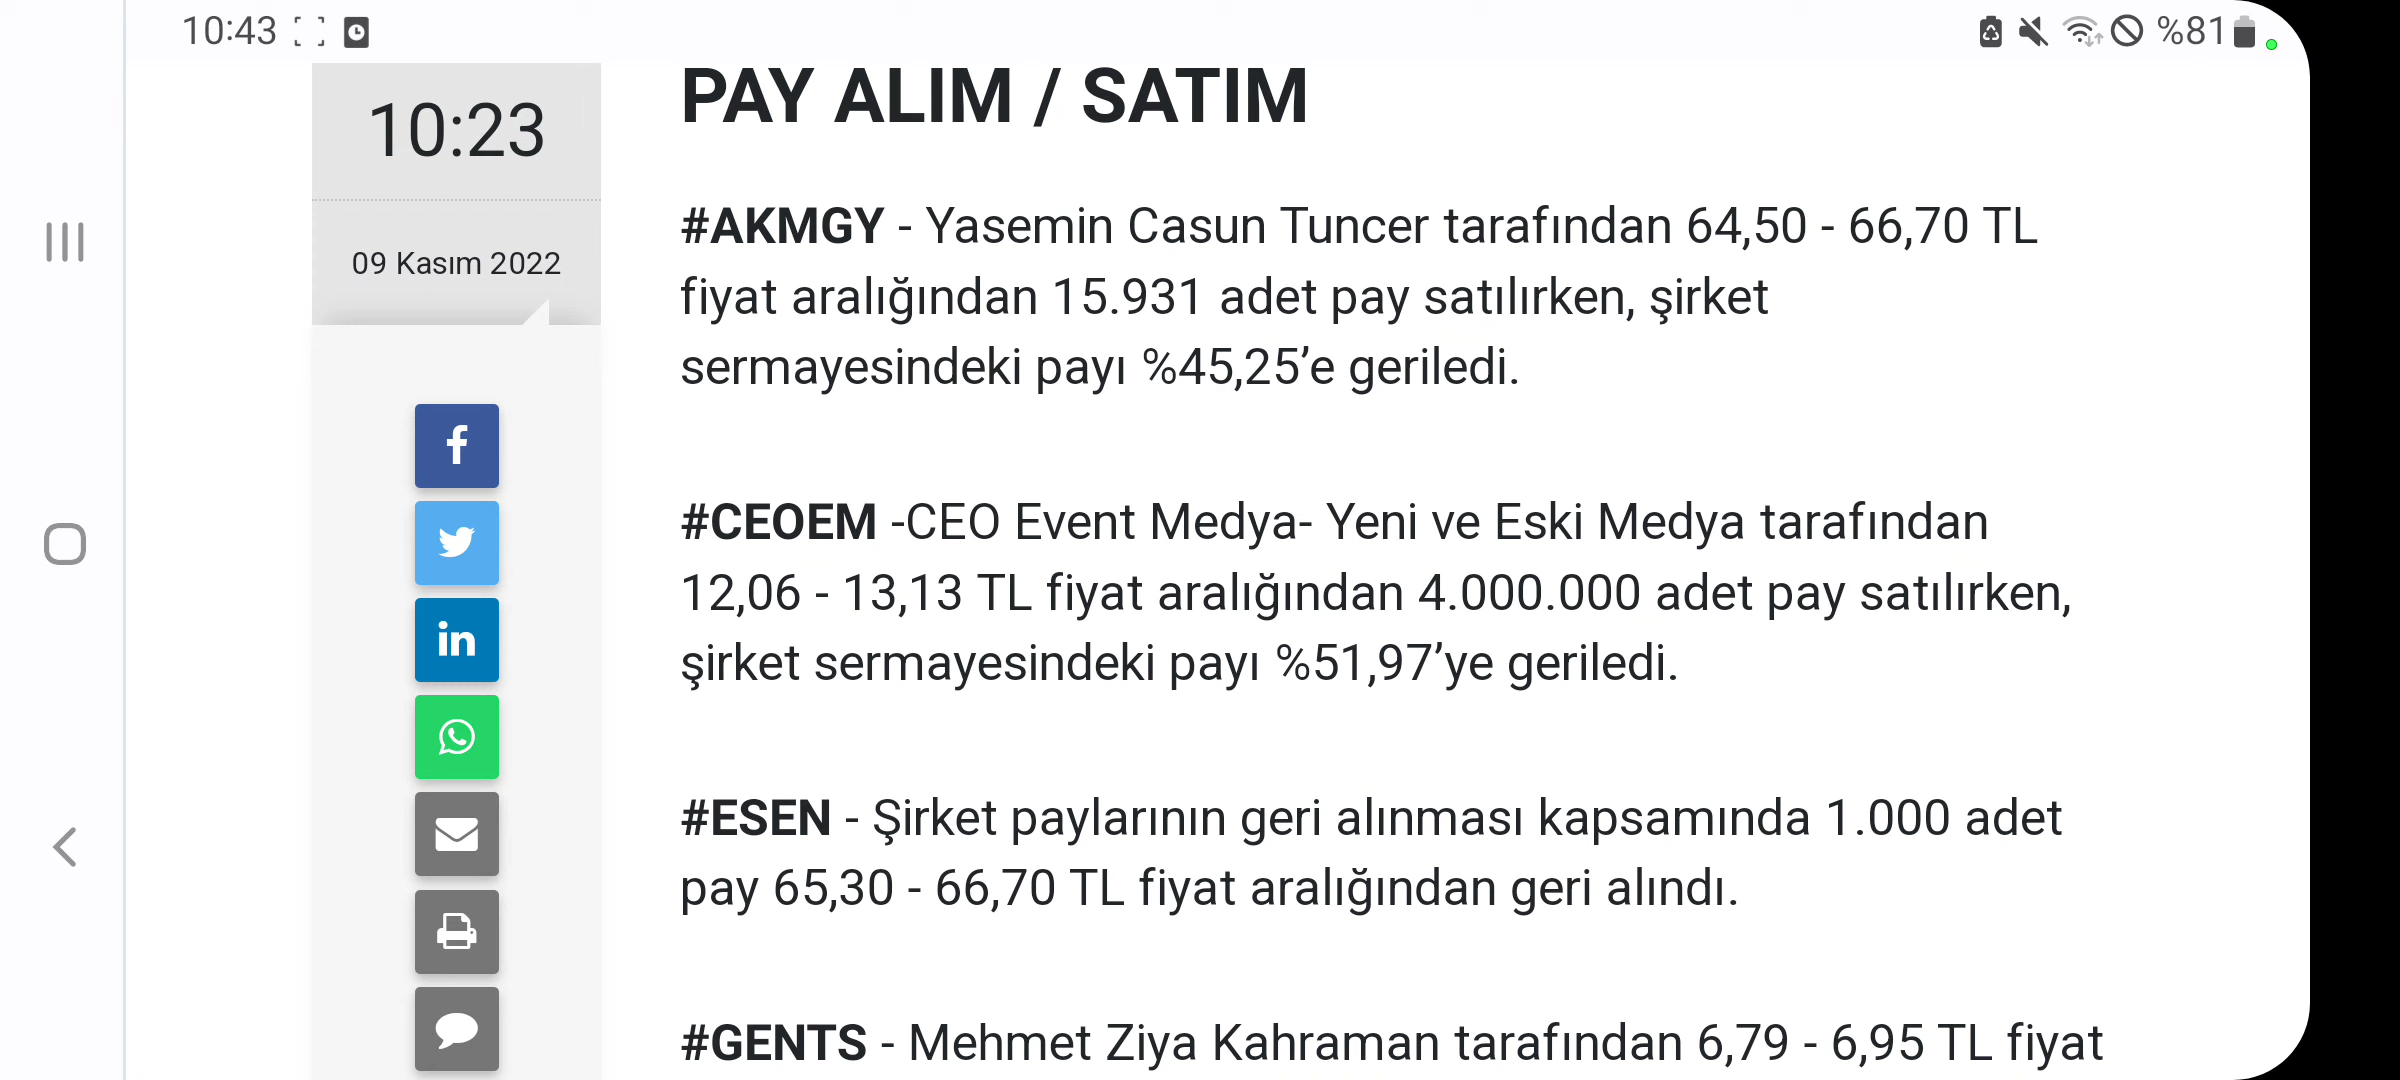 10:43
%81
10:23
09 Kasım 2022
PAY ALIM / SATIM
#AKMGY - Yasemin Casun Tuncer tarafından 64,50 - 66,70 TL
fiyat aralığından 15.931 adet pay satılırken, şirket
sermayesindeki payı %45,25’e geriledi.
#CEOEM -CEO Event Medya- Yeni ve Eski Medya tarafından
12,06 - 13,13 TL fiyat aralığından 4.000.000 adet pay satılırken,
şirket sermayesindeki payı %51,97’ye geriledi.
#ESEN - Şirket paylarının geri alınması kapsamında 1.000 adet
pay 65,30 - 66,70 TL fiyat aralığından geri alındı.
#GENTS - Mehmet Ziya Kahraman tarafından 6,79 - 6,95 TL fiyat